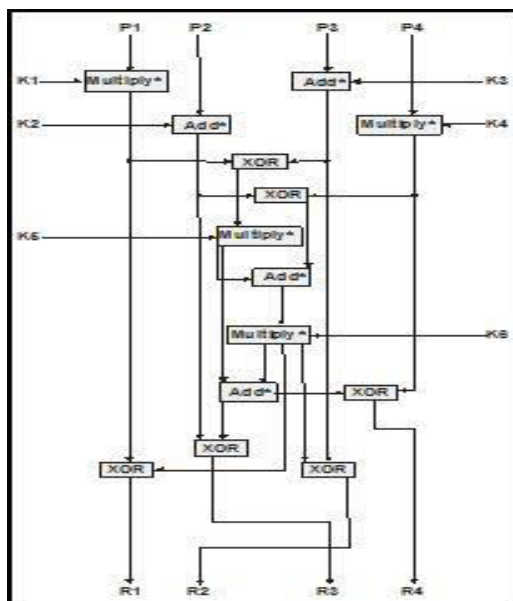 P1 P2 P3 P4
K1 Multiply* Add* K3
K2 Add* Multiply* K4
XOR
XOR
K5 Multiply*
Add*
Multiply* K6
Add* XOR
XOR
XOR XOR
R1 R2 R3 R4